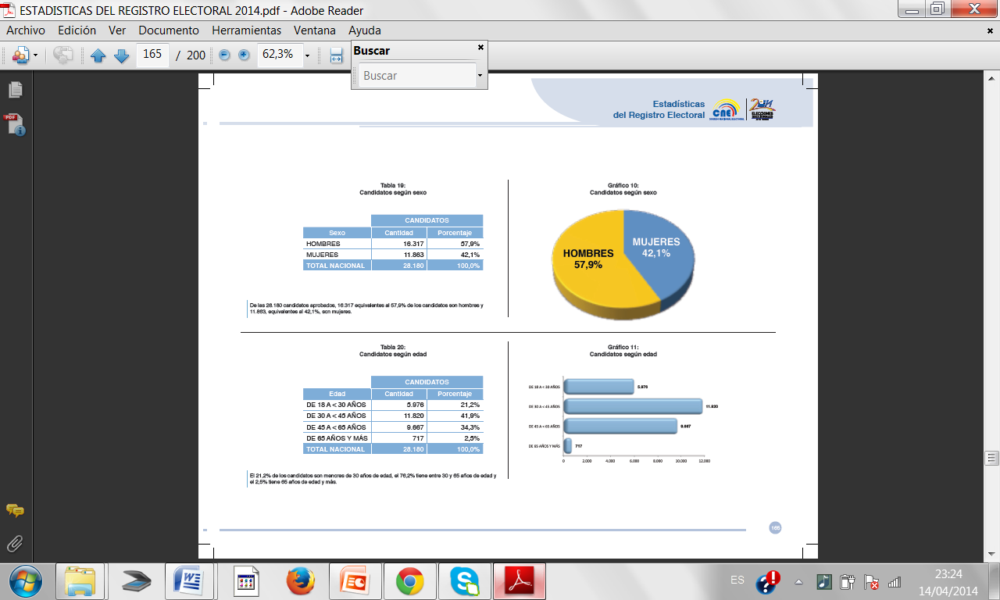 ESTADISTICAS DEL REGISTRO ELECTORAL 2014.pdf - Adobe Reader
Archivo Edición Ver Documento Herramientas Ventana Ayuda
165 / 200 62,3%
Buscar
Buscar
Estadísticas
del Registro Electoral
CNE
CONSEJO NACIONAL ELECTORAL
2014
ELECCIONES
SECCIONALES
Tabla 19:
Candidatos según sexo
CANDIDATOS
Sexo Cantidad Porcentaje
HOMBRES 16.317 57,9%
MUJERES 11.863 42,1%
TOTAL NACIONAL 28.180 100,0%
De las 28.180 candidatos aprobados, 16.317 equivalentes al 57,9% de los candidatos son hombres y
11.863, equivalentes al 42,1%, son mujeres.
Gráfico 10:
Candidatos según sexo
MUJERES
42,1%
HOMBRES
57,9%
Tabla 20:
Candidatos según edad
CANDIDATOS
Edad Cantidad Porcentaje
DE 18 A < 30 AÑOS 5.976 21,2%
DE 30 A < 45 AÑOS 11.820 41,9%
DE 45 A < 65 AÑOS 9.667 34,3%
DE 65 AÑOS Y MÁS 717 2,5%
TOTAL NACIONAL 28.180 100,0%
El 21,2% de los candidatos son menores de 30 años de edad, el 76,2% tiene entre 30 y 65 años de edad y
el 2,5% tiene 65 años de edad y más.
Gráfico 11:
Candidatos según edad
DE 18 A < 30 AÑOS 5.976
DE 30 A < 45 AÑOS 11.820
DE 45 A < 65 AÑOS 9.667
DE 65 AÑOS Y MÁS 717
0 2.000 4.000 6.000 8.000 10.000 12.000
165
ES
23:24
14/04/2014